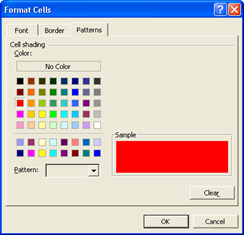 Format Cells
Font Border Patterns
Cell shading
Color:
No Color
Sample
Pattern:
Clear
OK Cancel